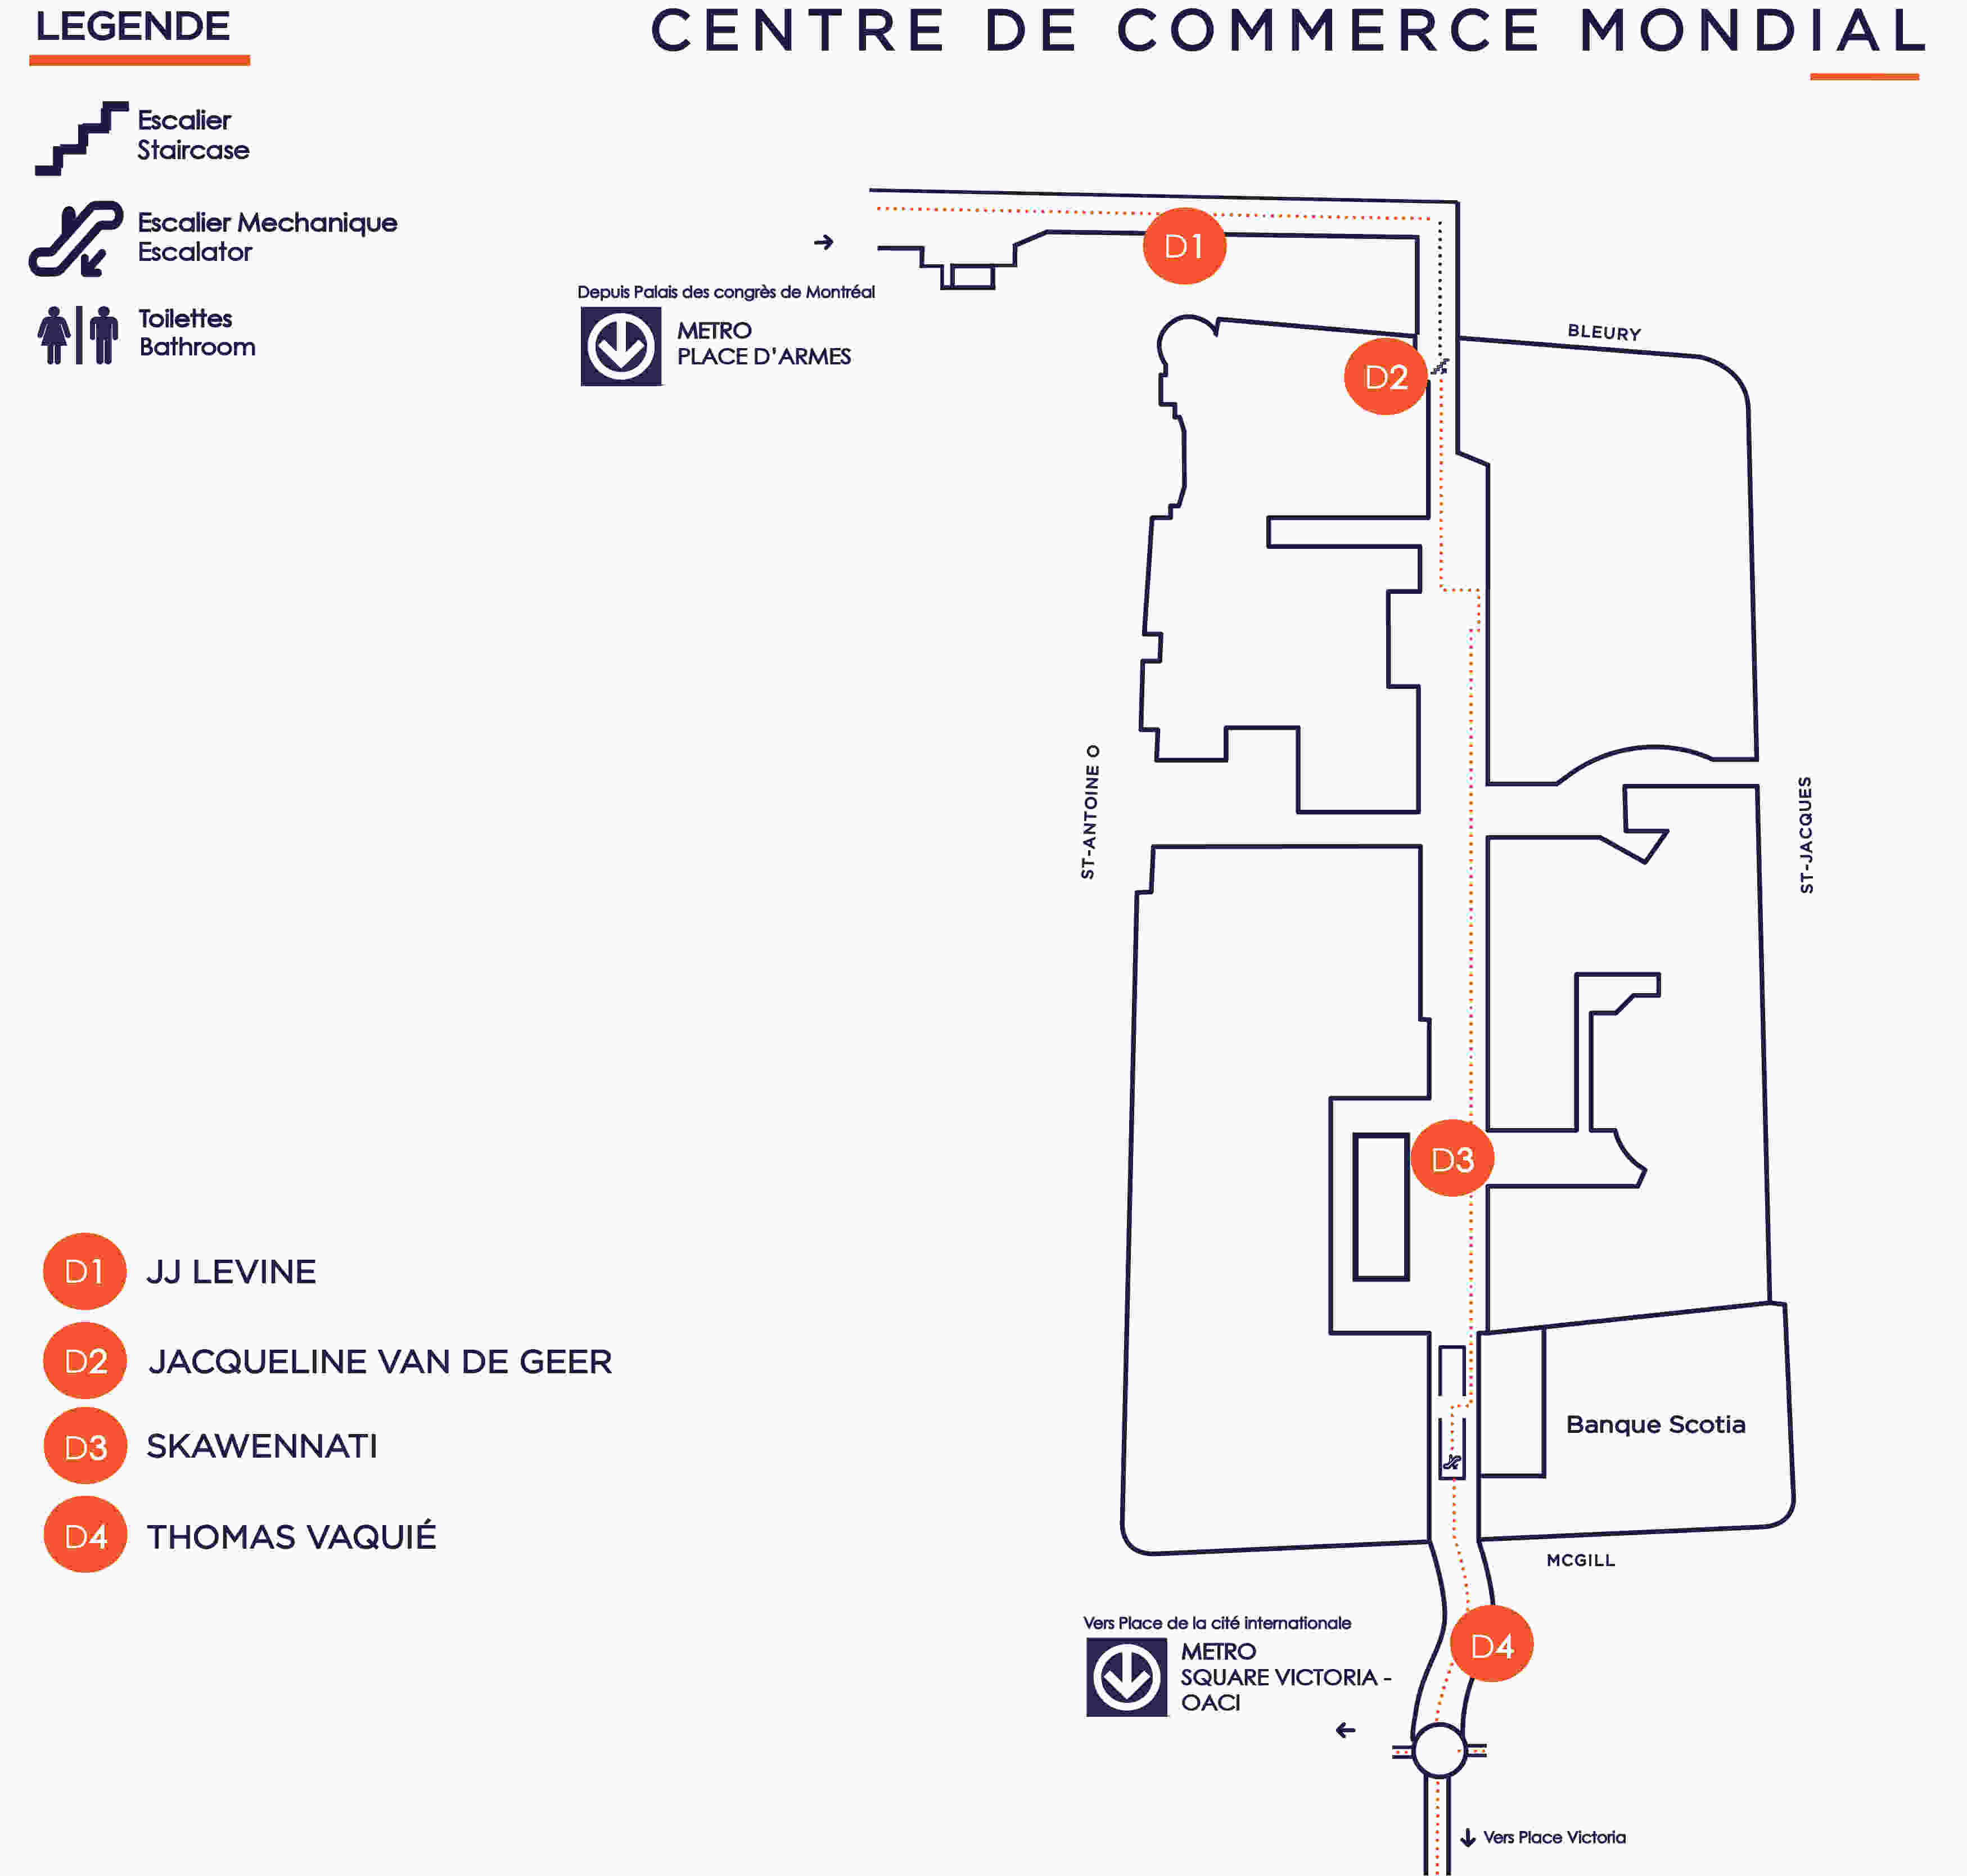 LEGENDE
CENTRE DE COMMERCE MONDIAL
Escalier
Staircase
Escalier Mechanique
Escalator
Toilettes
Bathroom
D1
Depuis Palais des congrès de Montréal
METRO
PLACE D'ARMES
BLEURY
D2
ST-ANTOINE O
ST-JACQUES
D3
D1 JJ LEVINE
D2 JACQUELINE VAN DE GEER
D3 SKAWENNATI
D4 THOMAS VAQUIÉ
Banque Scotia
MCGILL
Vers Place de la cité internationale
METRO
SQUARE VICTORIA -
OACI
D4
Vers Place Victoria